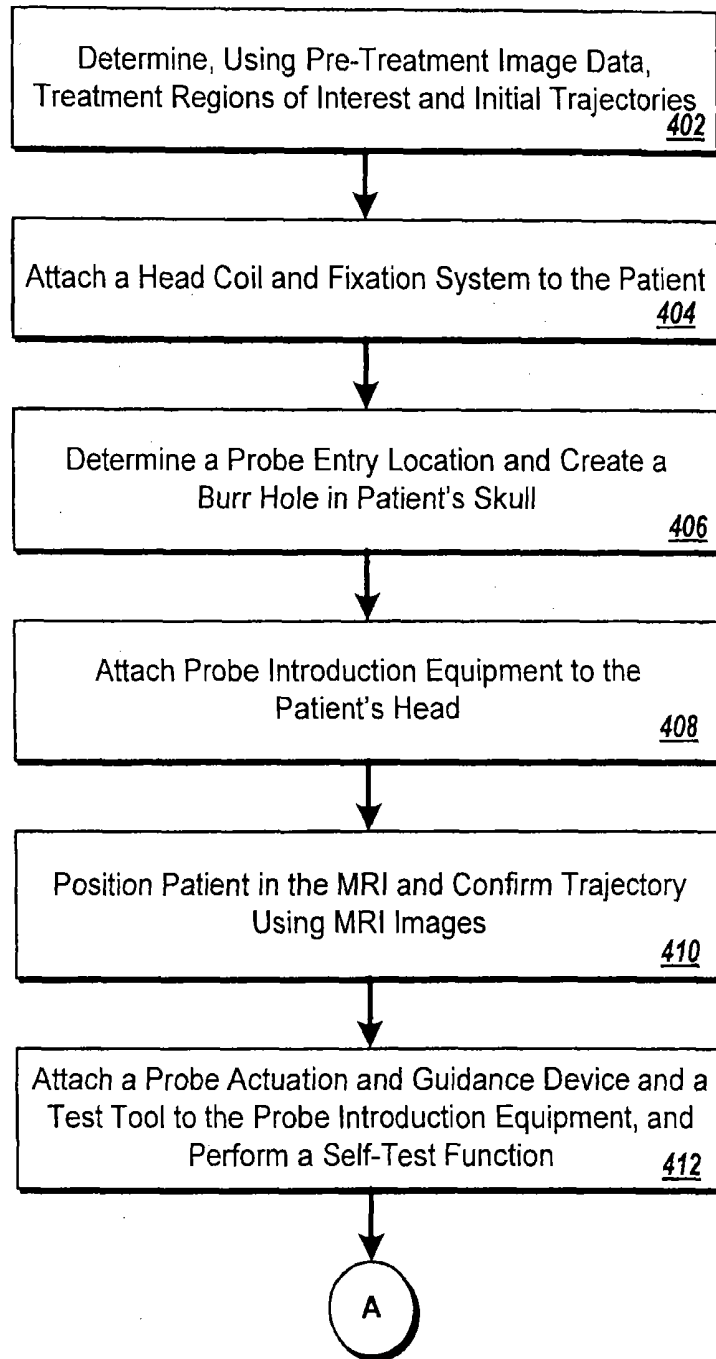 Determine, Using Pre-Treatment Image Data,
Treatment Regions of Interest and Initial Trajectories
402
Attach a Head Coil and Fixation System to the Patient
404
Determine a Probe Entry Location and Create a
Burr Hole in Patient's Skull
406
Attach Probe Introduction Equipment to the
Patient's Head
408
Position Patient in the MRI and Confirm Trajectory
Using MRI Images
410
Attach a Probe Actuation and Guidance Device and a
Test Tool to the Probe Introduction Equipment, and
Perform a Self-Test Function
412
A